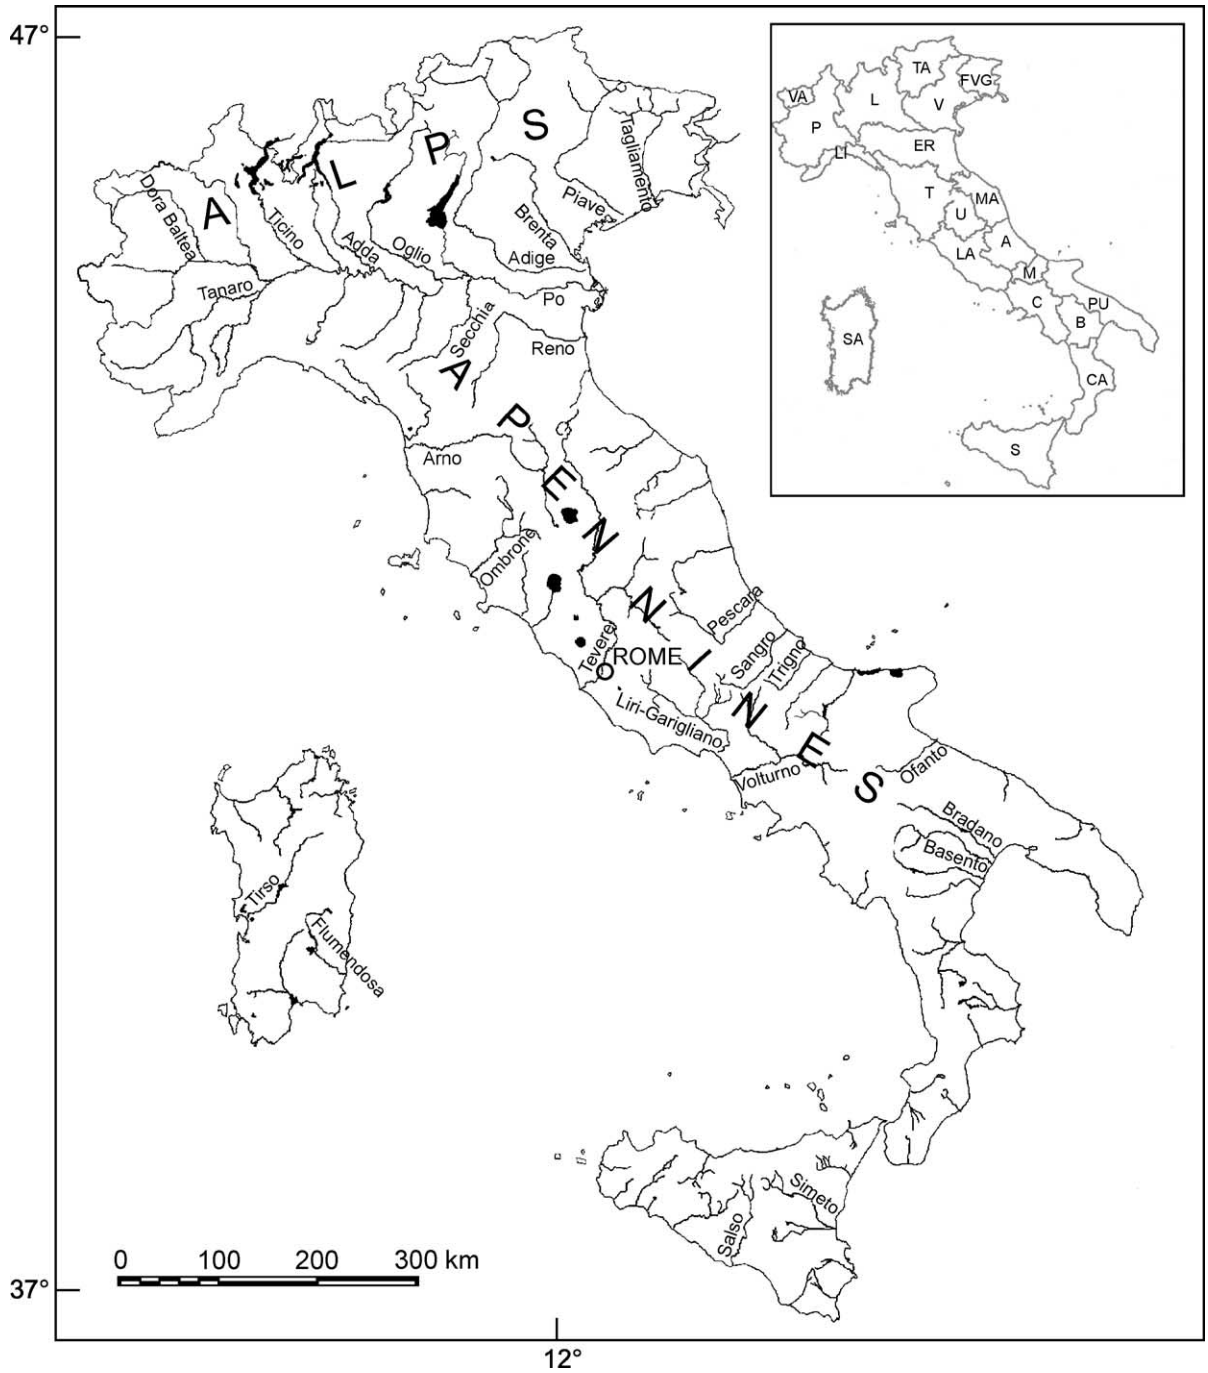 47°
TA
FVG
VA
L
V
P
ER
LI
T
MA
U
A
LA
M
C
PU
B
SA
CA
S
A
L
P
S
Tagliamento
Piave
Dora Baltea
Ticino
Adda
Oglio
Brenta
Adige
Tanaro
Po
Secchia
Reno
A
P
E
N
N
I
N
E
S
Arno
Ombrone
Pescara
Tevere
ROME
Sangro
Trigno
Liri-Garigliano
Volturno
Ofanto
Bradano
Basento
Tirso
Flumendosa
Simeto
Salso
0 100 200 300 km
37°
12°